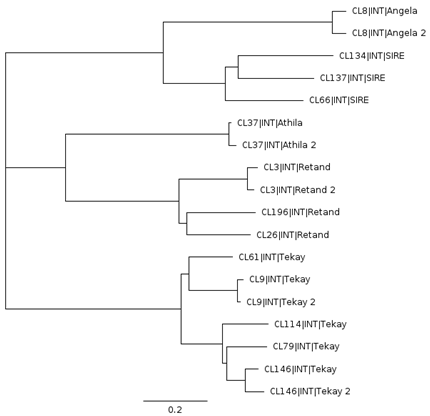 CL8|INT|Angela
CL8|INT|Angela 2
CL134|INT|SIRE
CL137|INT|SIRE
CL66|INT|SIRE
CL37|INT|Athila
CL37|INT|Athila 2
CL3|INT|Retand
CL3|INT|Retand 2
CL196|INT|Retand
CL26|INT|Retand
CL61|INT|Tekay
CL9|INT|Tekay
CL9|INT|Tekay 2
CL114|INT|Tekay
CL79|INT|Tekay
CL146|INT|Tekay
CL146|INT|Tekay 2
0.2